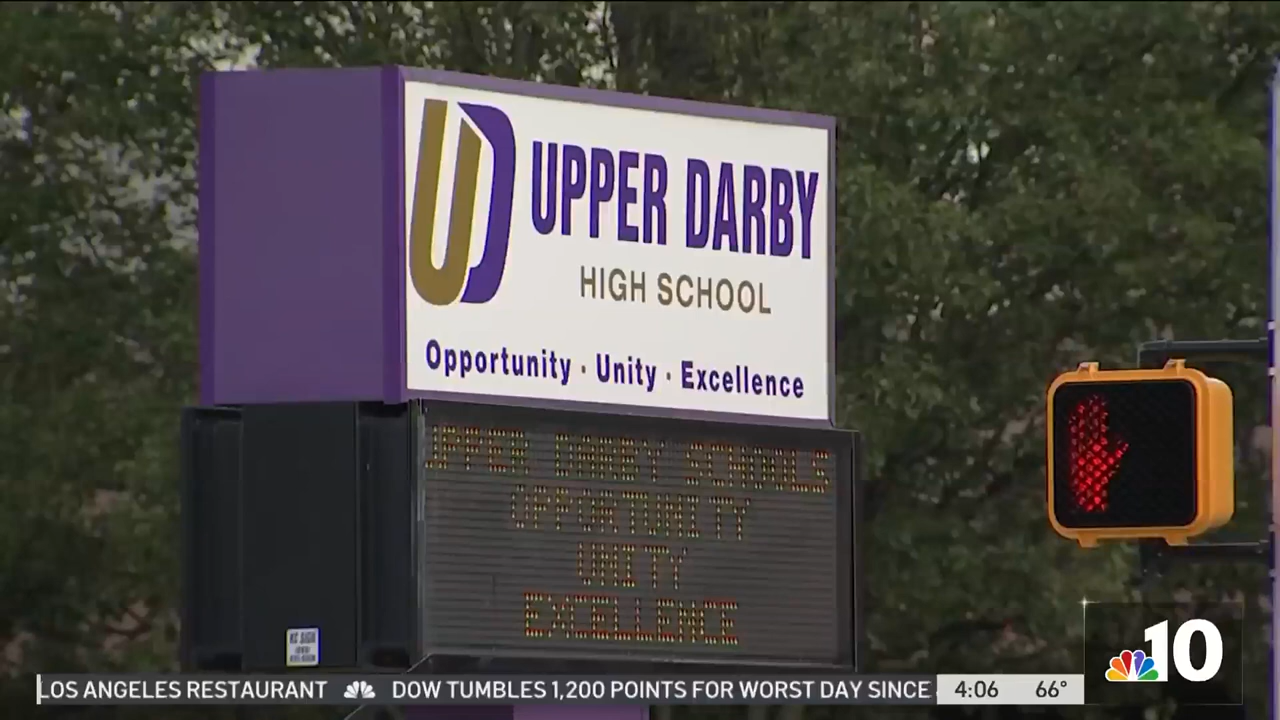 UD
UPPER DARBY
HIGH SCHOOL
Opportunity · Unity · Excellence
UPPER DARBY SCHOOLS
OPPORTUNITY
UNITY
EXCELLENCE
10
LOS ANGELES RESTAURANT DOW TUMBLES 1,200 POINTS FOR WORST DAY SINCE
4:06 66°